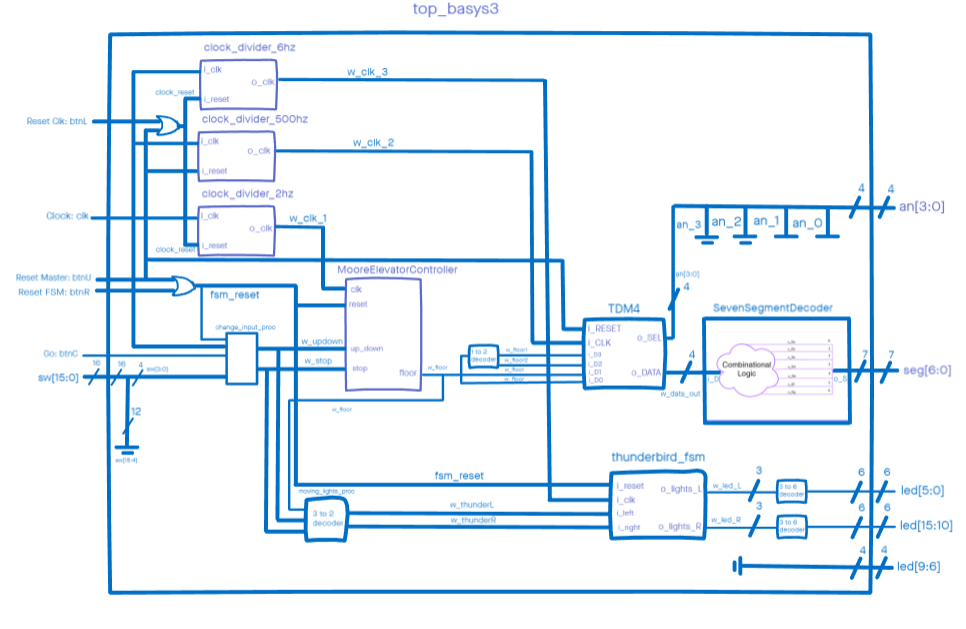 top_basys3
clock_divider_6hz
i_clk
o_clk
i_reset
w_clk_3
clock_reset
Reset Clk: btnL
clock_divider_500hz
i_clk
o_clk
i_reset
w_clk_2
clock_divider_2hz
Clock: clk
i_clk
o_clk
i_reset
w_clk_1
clock_reset
4
4
an[3:0]
an_3
an_2
an_1
an_0
an[3:0]
4
Reset Master: btnU
Reset FSM: btnR
fsm_reset
MooreElevatorController
clk
reset
up_down
stop
floor
change_input_proc
w_updown
w_stop
Go: btnC
sw[15:0]
16
16
4
sw[3:0]
12
sw[15:4]
w_floor
w_floor
1 to 2
decoder
w_floor1
w_floor2
w_floor
w_floor
TDM4
i_RESET
i_CLK
i_D3
i_D2
i_D1
i_D0
o_SEL
o_DATA
4
w_data_out
SevenSegmentDecoder
Combinational
Logic
i_D
o_S
7
7
seg[6:0]
fsm_reset
moving_lights_proc
3 to 2
decoder
w_thunderL
w_thunderR
thunderbird_fsm
i_reset
i_clk
i_left
i_right
o_lights_L
o_lights_R
w_led_L
3
3 to 6
decoder
6
6
led[5:0]
w_led_R
3
3 to 6
decoder
6
6
led[15:10]
4
4
led[9:6]